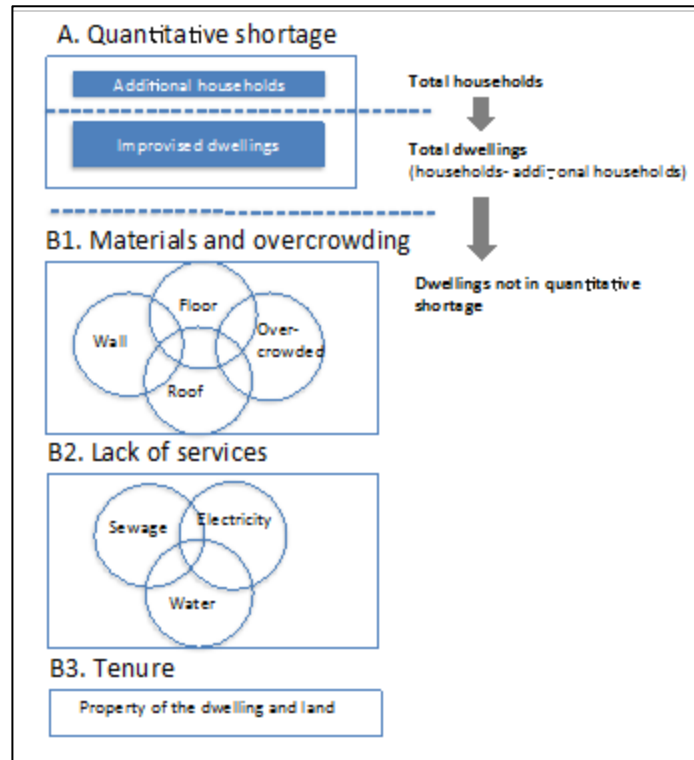 A. Quantitative shortage
Additional households
Total households
Improvised dwellings
Total dwellings
(households- additional households)
B1. Materials and overcrowding
Dwellings not in quantitative
shortage
Floor
Wall
Over-
crowded
Roof
B2. Lack of services
Sewage
Electricity
Water
B3. Tenure
Property of the dwelling and land